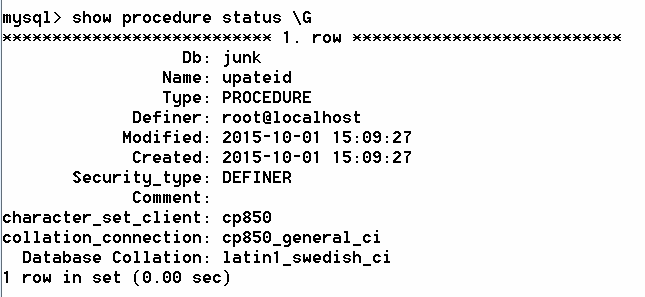 mysql> show procedure status \G
*************************** 1. row ***************************
Db: junk
Name: upateid
Type: PROCEDURE
Definer: root@localhost
Modified: 2015-10-01 15:09:27
Created: 2015-10-01 15:09:27
Security_type: DEFINER
Comment:
character_set_client: cp850
collation_connection: cp850_general_ci
Database Collation: latin1_swedish_ci
1 row in set (0.00 sec)